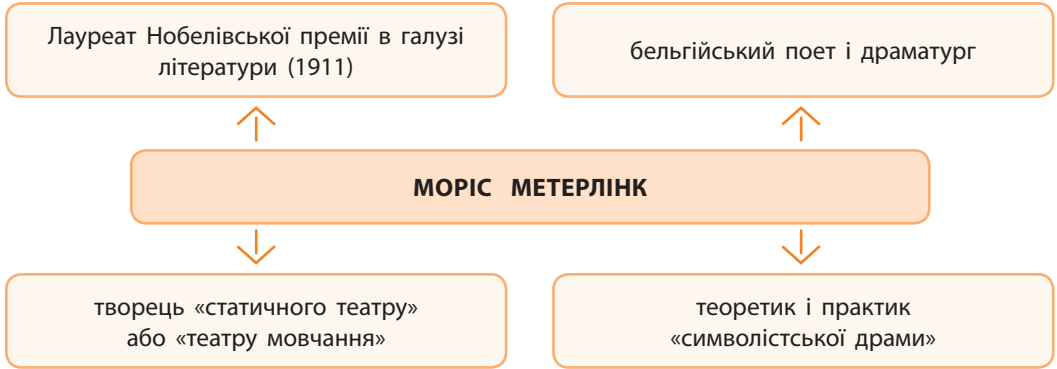 Лауреат Нобелівської премії в галузі
літератури (1911)
бельгійський поет і драматург
МОРІС МЕТЕРЛІНК
творець «статичного театру»
або «театру мовчання»
теоретик і практик
«символістської драми»